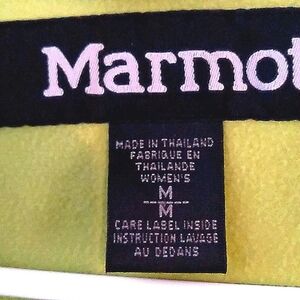 Marmot
MADE IN THAILAND
FABRIQUE EN
THAILANDE
WOMEN'S
M
M
CARE LABEL INSIDE
INSTRUCTION LAVAGE
AU DEDANS